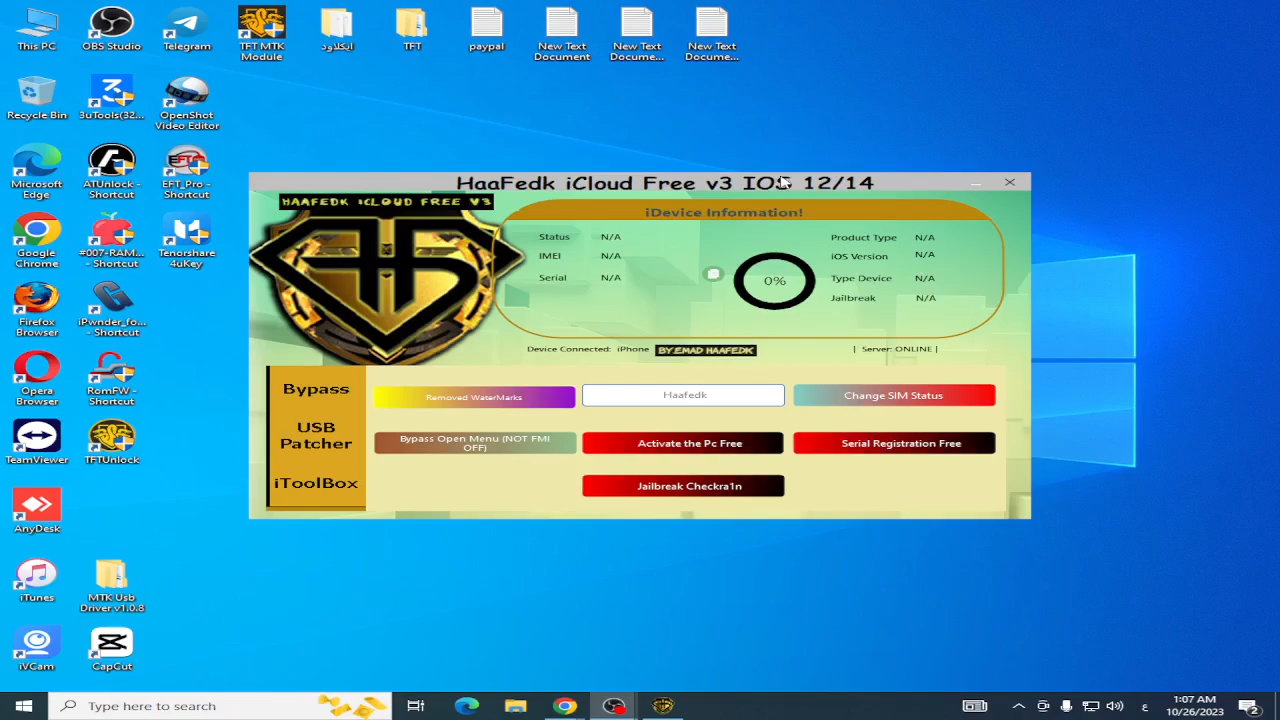 This PC
OBS Studio
Telegram
TFT MTK
Module
ايكلاود
TFT
paypal
New Text
Document
New Text
Docume...
New Text
Docume...
Recycle Bin
3uTools(32...
OpenShot
Video Editor
Microsoft
Edge
ATUnlock -
Shortcut
EFT_Pro -
Shortcut
Google
Chrome
#007-RAM...
- Shortcut
Tenorshare
4uKey
Firefox
Browser
iPwnder_fo...
- Shortcut
Opera
Browser
RomFW -
Shortcut
TeamViewer
TFTUnlock
AnyDesk
iTunes
MTK Usb
Driver v1.0.8
iVCam
CapCut
HaaFedk iCloud Free v3 IOS 12/14
HAAFEDK ICLOUD FREE V3
iDevice Information!
Status N/A
IMEI N/A
Serial N/A
0%
Product Type N/A
iOS Version N/A
Type Device N/A
Jailbreak N/A
Device Connected: iPhone
BY:EMAD HAAFEDK
| Server: ONLINE |
Bypass
USB
Patcher
iToolBox
Removed WaterMarks
Haafedk
Change SIM Status
Bypass Open Menu (NOT FMI
OFF)
Activate the Pc Free
Serial Registration Free
Jailbreak Checkra1n
Type here to search
ع
1:07 AM
10/26/2023
2